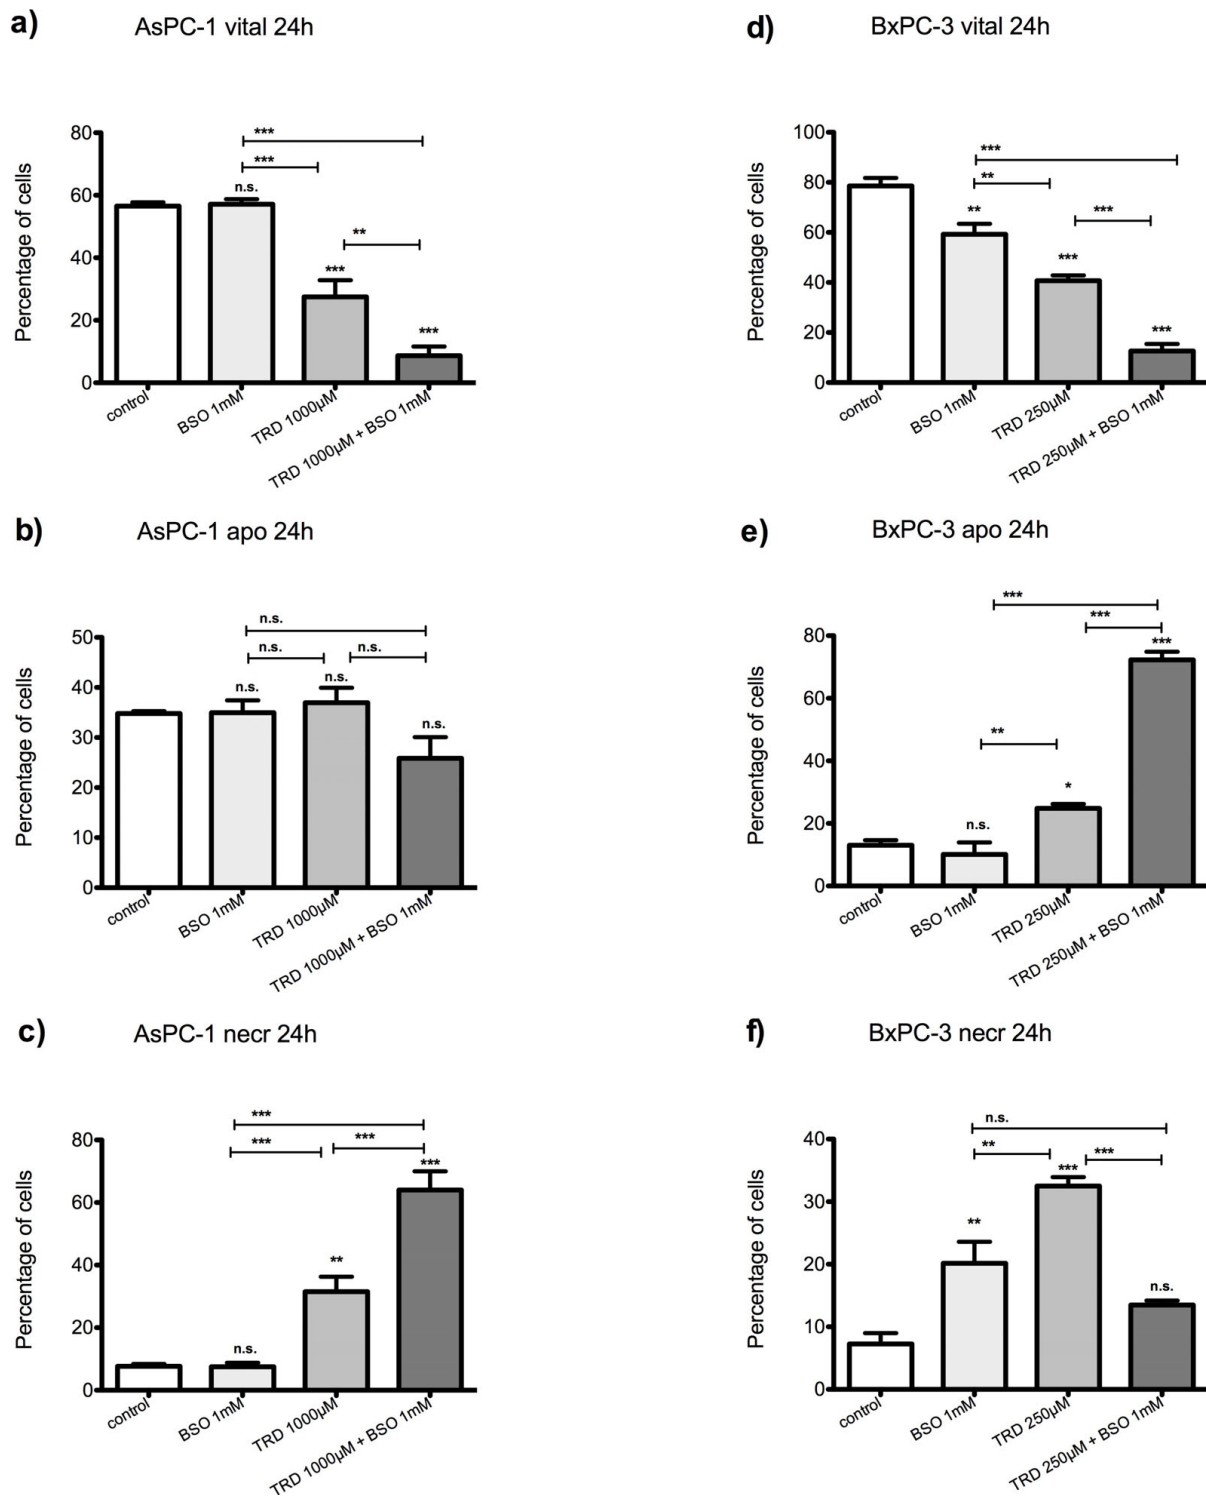 a) AsPC-1 vital 24h
Percentage of cells
80
60
40
20
0
***
***
n.s.
**
***
***
control
BSO 1mM
TRD 1000µM
TRD 1000µM + BSO 1mM
d) BxPC-3 vital 24h
Percentage of cells
100
80
60
40
20
0
***
**
**
***
***
***
control
BSO 1mM
TRD 250µM
TRD 250µM + BSO 1mM
b) AsPC-1 apo 24h
Percentage of cells
50
40
30
20
10
0
n.s.
n.s. n.s.
n.s.
n.s.
n.s.
control
BSO 1mM
TRD 1000µM
TRD 1000µM + BSO 1mM
e) BxPC-3 apo 24h
Percentage of cells
80
60
40
20
0
***
***
***
**
*
n.s.
control
BSO 1mM
TRD 250µM
TRD 250µM + BSO 1mM
c) AsPC-1 necr 24h
Percentage of cells
80
60
40
20
0
***
*** ***
***
**
n.s.
control
BSO 1mM
TRD 1000µM
TRD 1000µM + BSO 1mM
f) BxPC-3 necr 24h
Percentage of cells
40
30
20
10
0
n.s.
** ***
***
**
n.s.
control
BSO 1mM
TRD 250µM
TRD 250µM + BSO 1mM